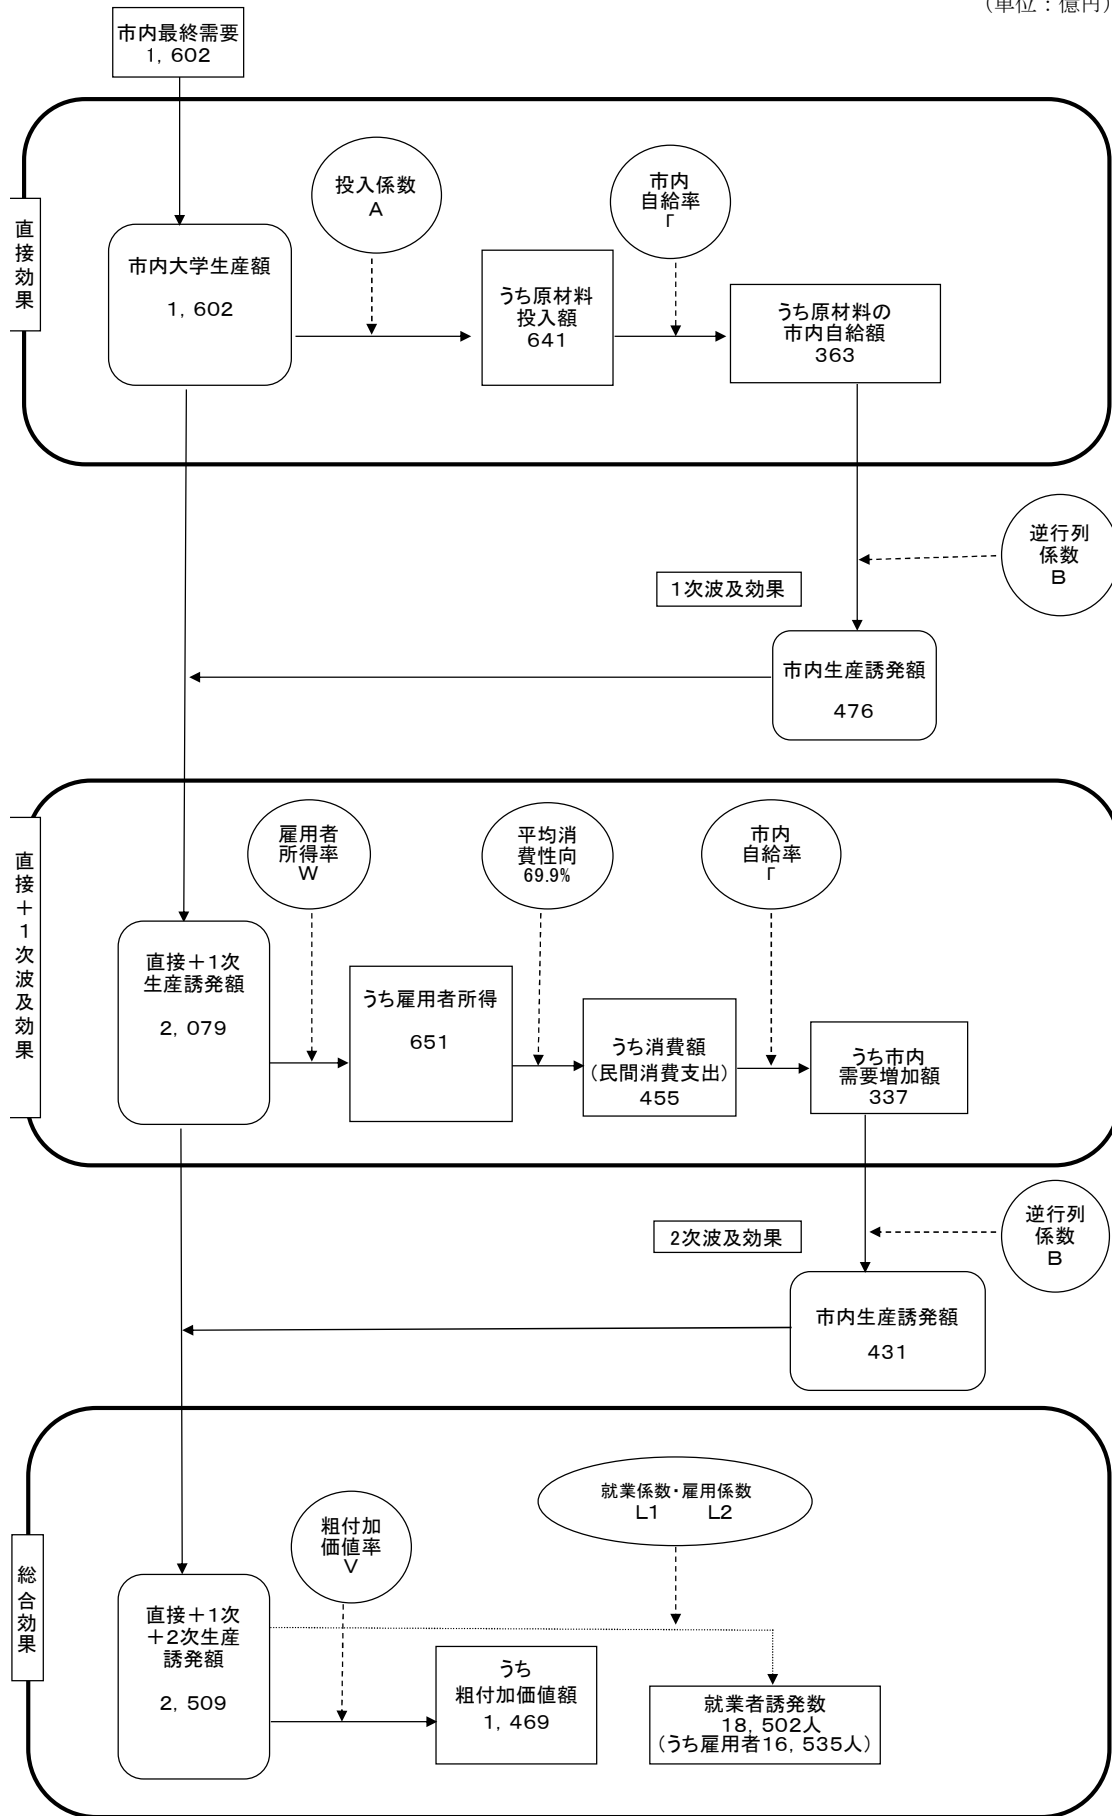 （単位：億円）
市内最終需要
1，602
直接効果
市内大学生産額
1，602
投入係数
A
うち原材料
投入額
641
市内
自給率
Γ
うち原材料の
市内自給額
363
逆行列
係数
B
1次波及効果
市内生産誘発額
476
直接＋1次波及効果
雇用者
所得率
W
平均消
費性向
69.9%
市内
自給率
Γ
直接＋1次
生産誘発額
2，079
うち雇用者所得
651
うち消費額
（民間消費支出）
455
うち市内
需要増加額
337
逆行列
係数
B
2次波及効果
市内生産誘発額
431
総合効果
就業係数・雇用係数
L1 L2
粗付加
価値率
V
直接＋1次
＋2次生産
誘発額
2，509
うち
粗付加価値額
1，469
就業者誘発数
18，502人
（うち雇用者16，535人）